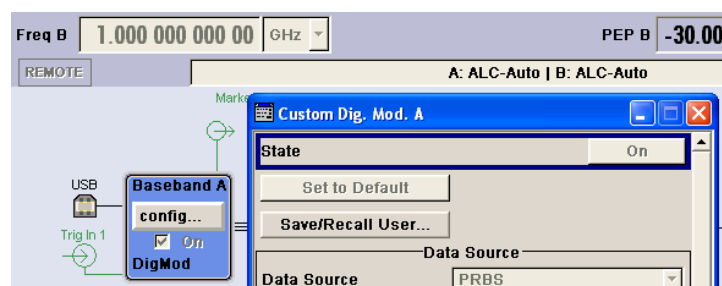 Freq B 1.000 000 000 00 GHz PEP B -30.00
REMOTE A: ALC-Auto | B: ALC-Auto
Marke
Custom Dig. Mod. A
State On
USB
Baseband A
Set to Default
config...
Save/Recall User...
Trig In 1
On
Data Source
DigMod
Data Source PRBS